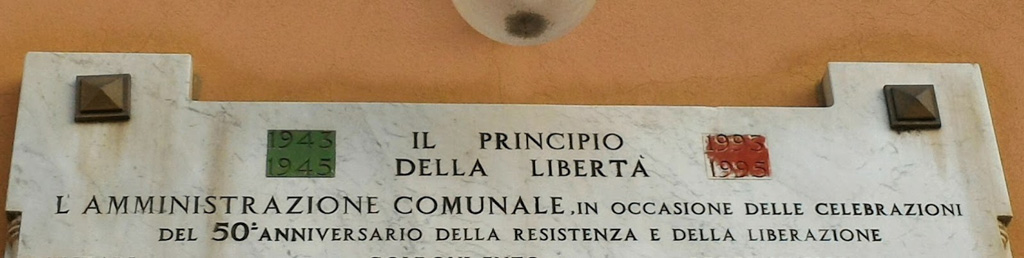 1943
1945
IL PRINCIPIO
DELLA LIBERTÀ
1993
1995
L'AMMINISTRAZIONE COMUNALE, IN OCCASIONE DELLE CELEBRAZIONI
DEL 50° ANNIVERSARIO DELLA RESISTENZA E DELLA LIBERAZIONE